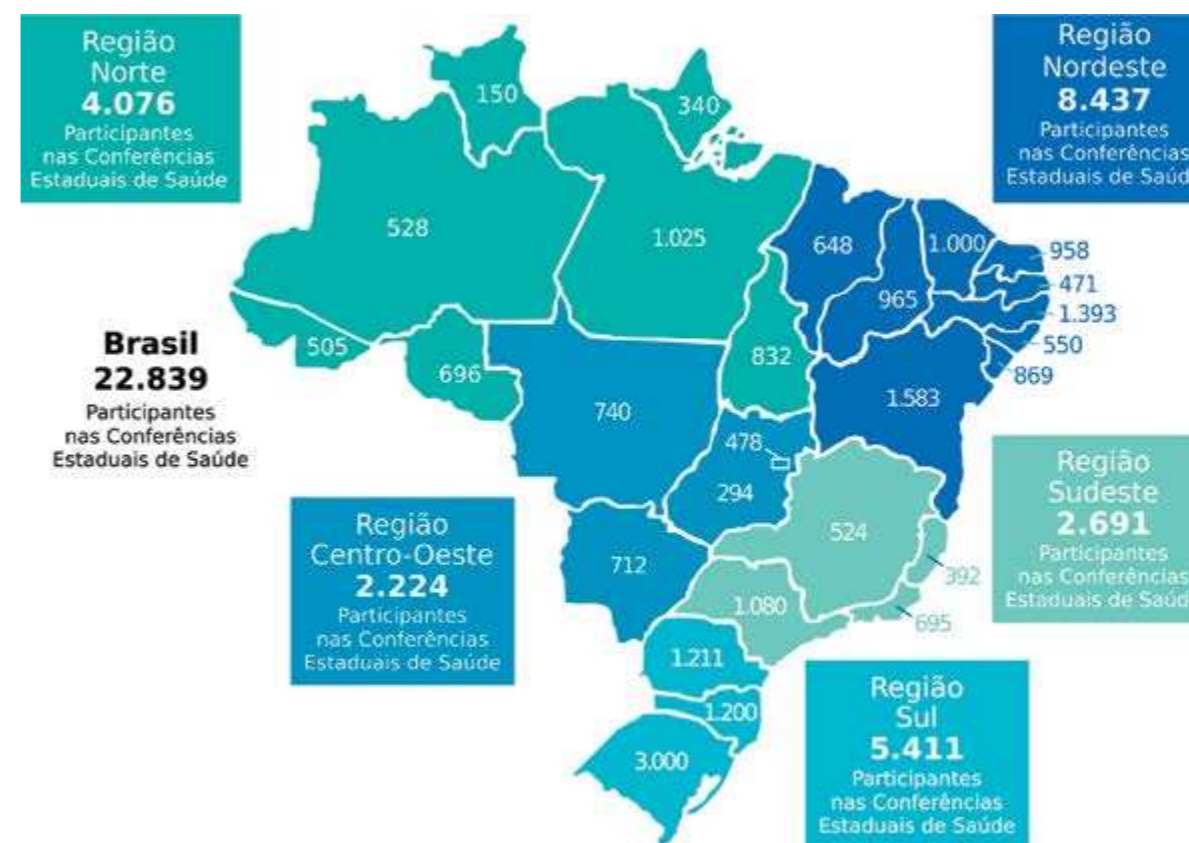 Região
Norte
4.076
Participantes
nas Conferências
Estaduais de Saúde
Região
Nordeste
8.437
Participantes
nas Conferências
Estaduais de Saúd
150
340
528
1.025
648
1.000
958
965
471
1.393
550
869
505
696
832
1.583
Brasil
22.839
Participantes
nas Conferências
Estaduais de Saúde
740
478
294
712
524
392
1.080
695
1.211
1.200
3.000
Região
Centro-Oeste
2.224
Participantes
nas Conferências
Estaduais de Saúde
Região
Sudeste
2.691
Participantes
nas Conferências
Estaduais de Saúd
Região
Sul
5.411
Participantes
nas Conferências
Estaduais de Saúde